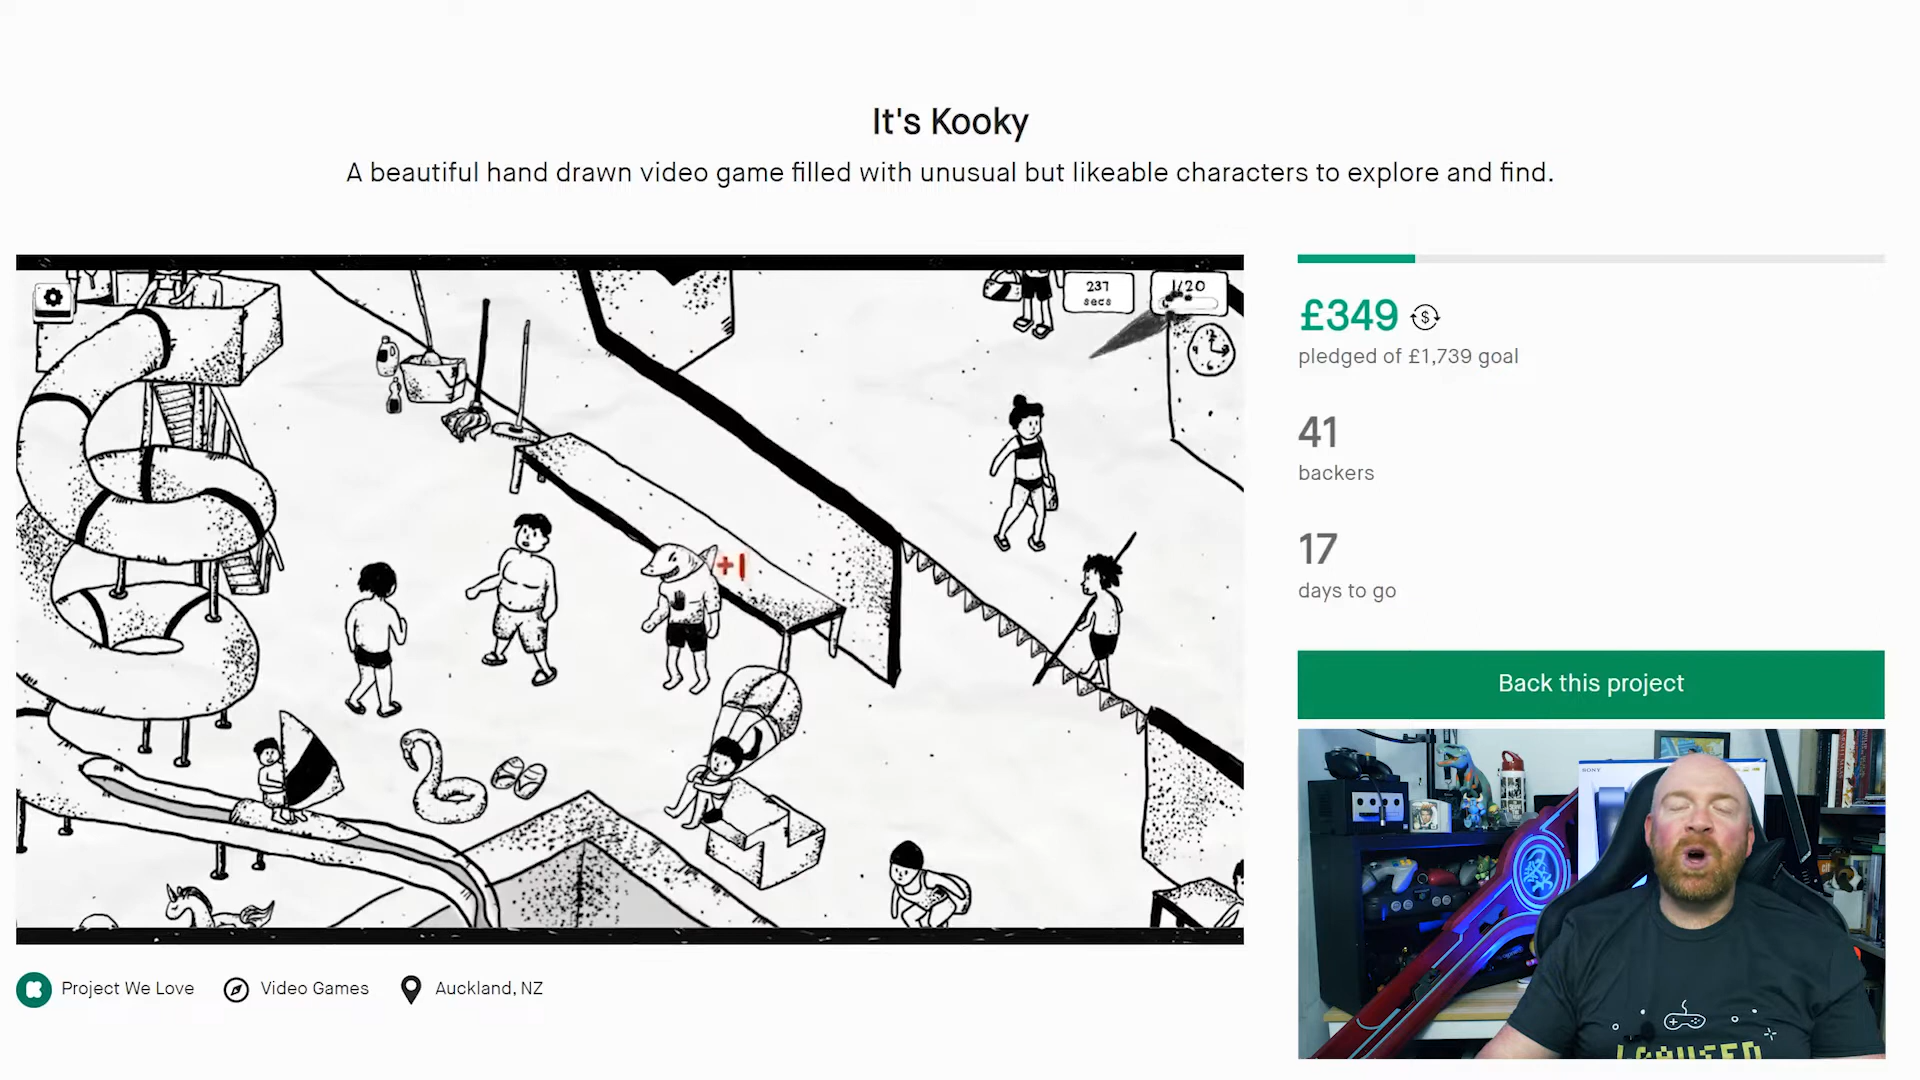 It's Kooky
A beautiful hand drawn video game filled with unusual but likeable characters to explore and find.
237
secs
1/20
+1
£349
pledged of £1,739 goal
41
backers
17
days to go
Back this project
SONY
Project We Love
Video Games
Auckland, NZ